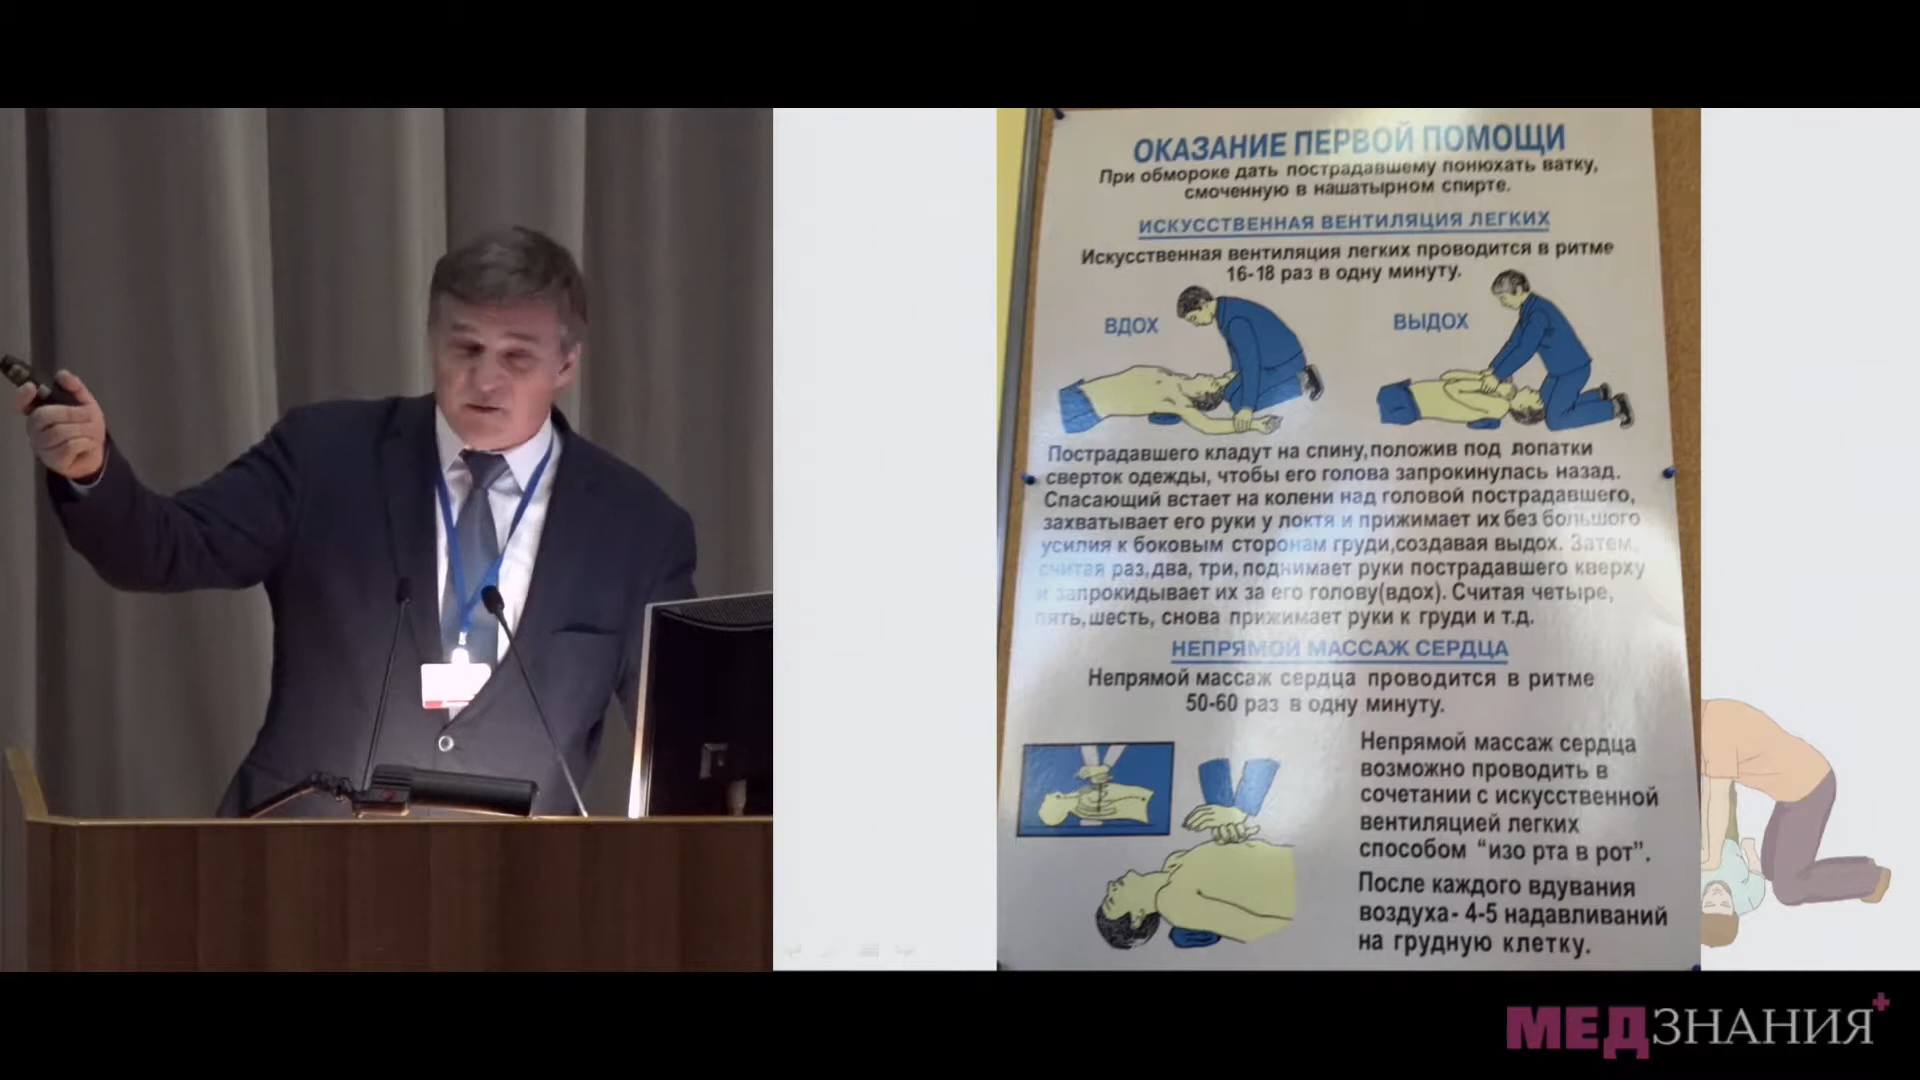 ОКАЗАНИЕ ПЕРВОЙ ПОМОЩИ
При обмороке дать пострадавшему понюхать ватку,
смоченную в нашатырном спирте.
ИСКУССТВЕННАЯ ВЕНТИЛЯЦИЯ ЛЕГКИХ
Искусственная вентиляция легких проводится в ритме
16-18 раз в одну минуту.
ВДОХ
ВЫДОХ
Пострадавшего кладут на спину, положив под лопатки
сверток одежды, чтобы его голова запрокинулась назад.
Спасающий встает на колени над головой пострадавшего,
захватывает его руки у локтя и прижимает их без большого
усилия к боковым сторонам груди, создавая выдох. Затем,
считая раз, два, три, поднимает руки пострадавшего кверху
и запрокидывает их за его голову(вдох). Считая четыре,
пять, шесть, снова прижимает руки к груди и т.д.
НЕПРЯМОЙ МАССАЖ СЕРДЦА
Непрямой массаж сердца проводится в ритме
50-60 раз в одну минуту.
Непрямой массаж сердца
возможно проводить в
сочетании с искусственной
вентиляцией легких
способом “изо рта в рот”.
После каждого вдувания
воздуха- 4-5 надавливаний
на грудную клетку.
МЕДЗНАНИЯ+